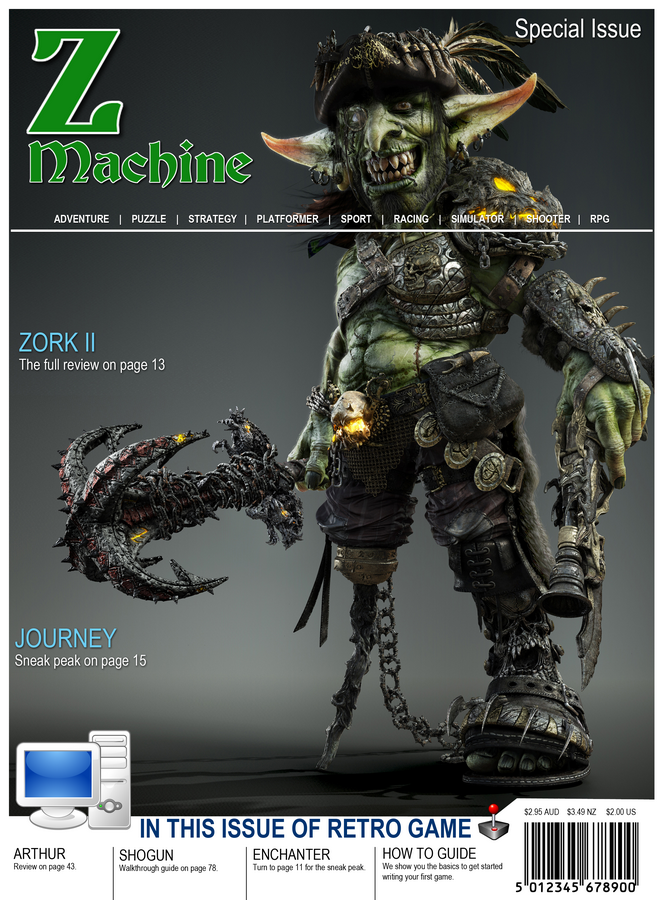 Special Issue
Z
Machine
ADVENTURE | PUZZLE | STRATEGY | PLATFORMER | SPORT | RACING | SIMULATOR | SHOOTER | RPG
ZORK II
The full review on page 13
JOURNEY
Sneak peak on page 15
IN THIS ISSUE OF RETRO GAME
$2.95 AUD $3.49 NZ $2.00 US
ARTHUR
Review on page 43.
SHOGUN
Walkthrough guide on page 78.
ENCHANTER
Turn to page 11 for the sneak peak.
HOW TO GUIDE
We show you the basics to get started
writing your first game.
5 012345 678900